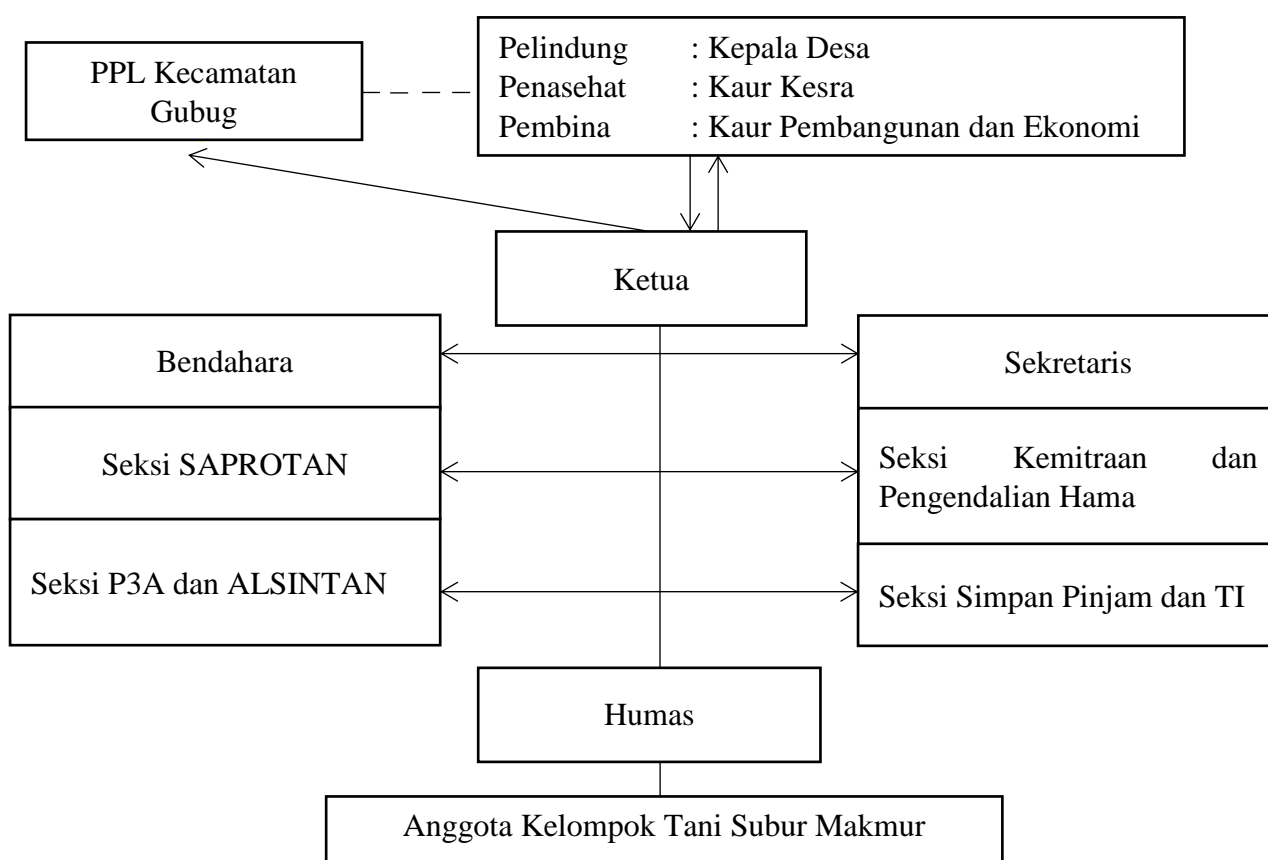 PPL Kecamatan
Gubug
Pelindung : Kepala Desa
Penasehat : Kaur Kesra
Pembina : Kaur Pembangunan dan Ekonomi
Ketua
Bendahara
Sekretaris
Seksi SAPROTAN
Seksi Kemitraan dan
Pengendalian Hama
Seksi P3A dan ALSINTAN
Seksi Simpan Pinjam dan TI
Humas
Anggota Kelompok Tani Subur Makmur